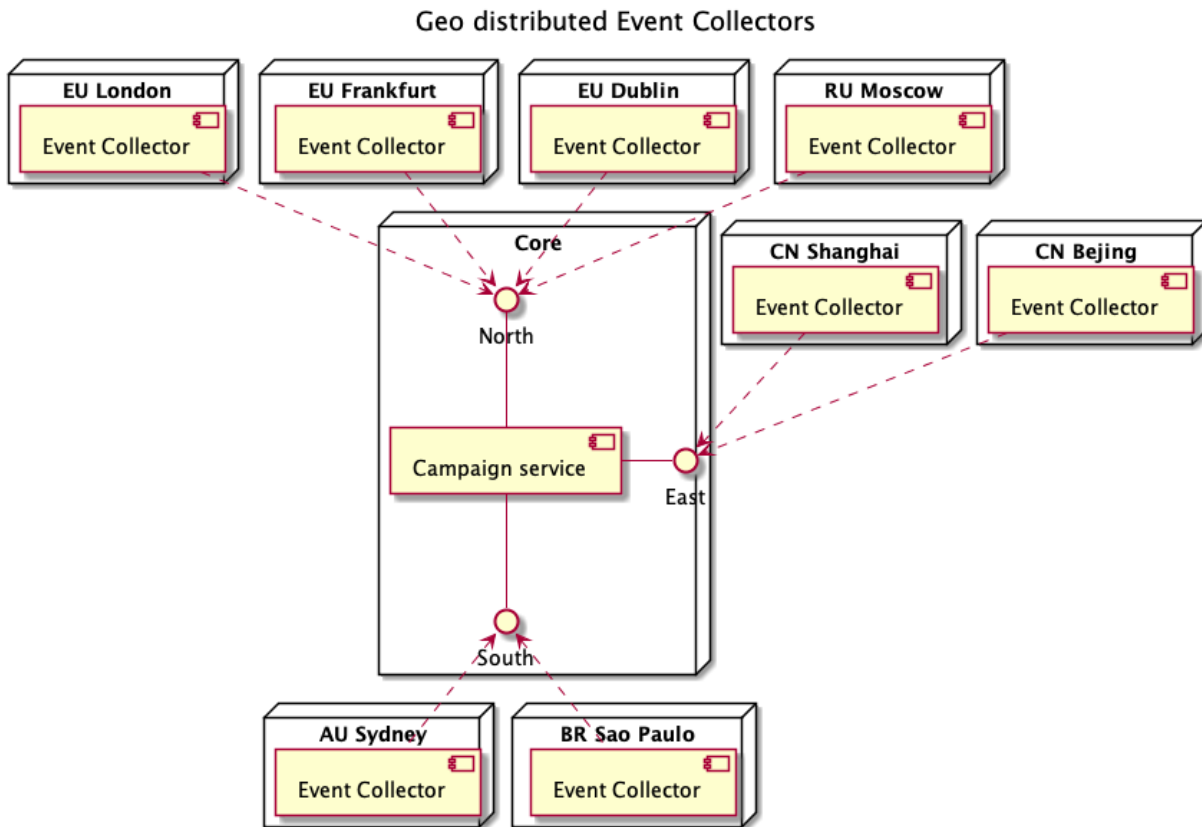 Geo distributed Event Collectors
EU London
Event Collector
EU Frankfurt
Event Collector
EU Dublin
Event Collector
RU Moscow
Event Collector
Core
North
CN Shanghai
Event Collector
CN Bejing
Event Collector
Campaign service
East
South
AU Sydney
Event Collector
BR Sao Paulo
Event Collector